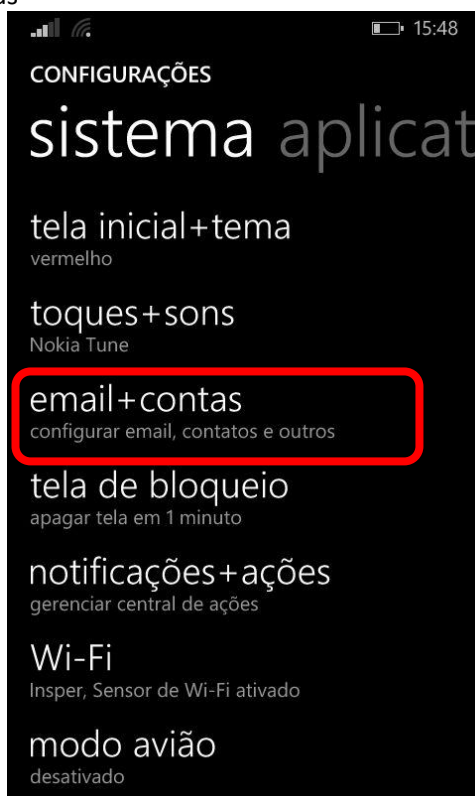 15:48
CONFIGURAÇÕES
sistema aplicat
tela inicial+tema
vermelho
toques+sons
Nokia Tune
email+contas
configurar email, contatos e outros
tela de bloqueio
apagar tela em 1 minuto
notificações+ações
gerenciar central de ações
Wi-Fi
Insper, Sensor de Wi-Fi ativado
modo avião
desativado